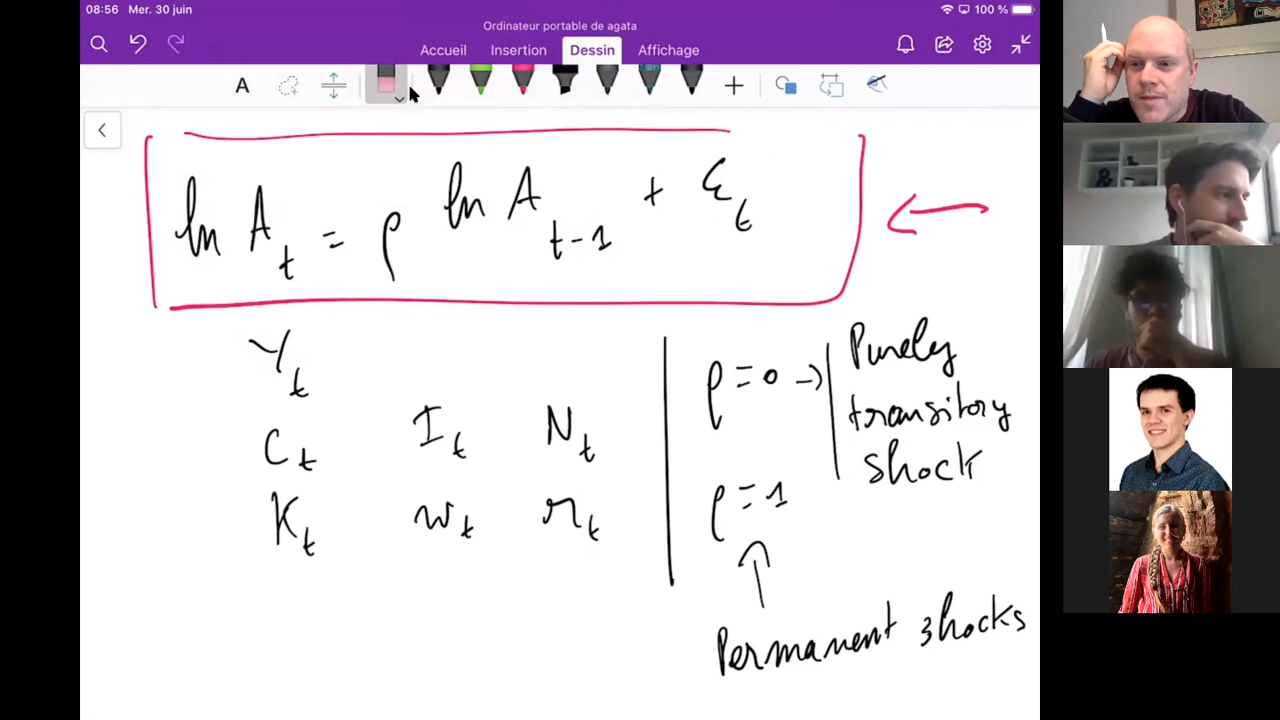 08:56 Mer. 30 juin
100 %
Ordinateur portable de agata
Accueil Insertion Dessin Affichage
A
ln A_t = ρ ln A_{t-1} + ε_t
Y_t
C_t I_t N_t
K_t w_t r_t
ρ = 0 → Purely
transitory
shock
ρ = 1
Permanent shocks